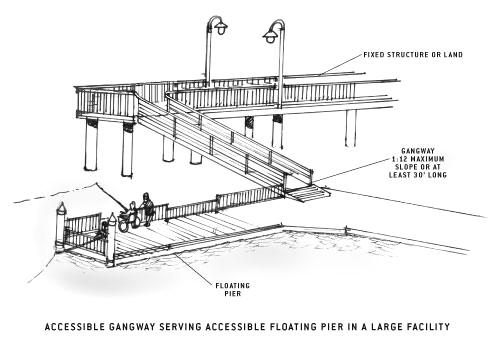 FIXED STRUCTURE OR LAND
GANGWAY
1:12 MAXIMUM
SLOPE OR AT
LEAST 30' LONG
FLOATING
PIER
ACCESSIBLE GANGWAY SERVING ACCESSIBLE FLOATING PIER IN A LARGE FACILITY